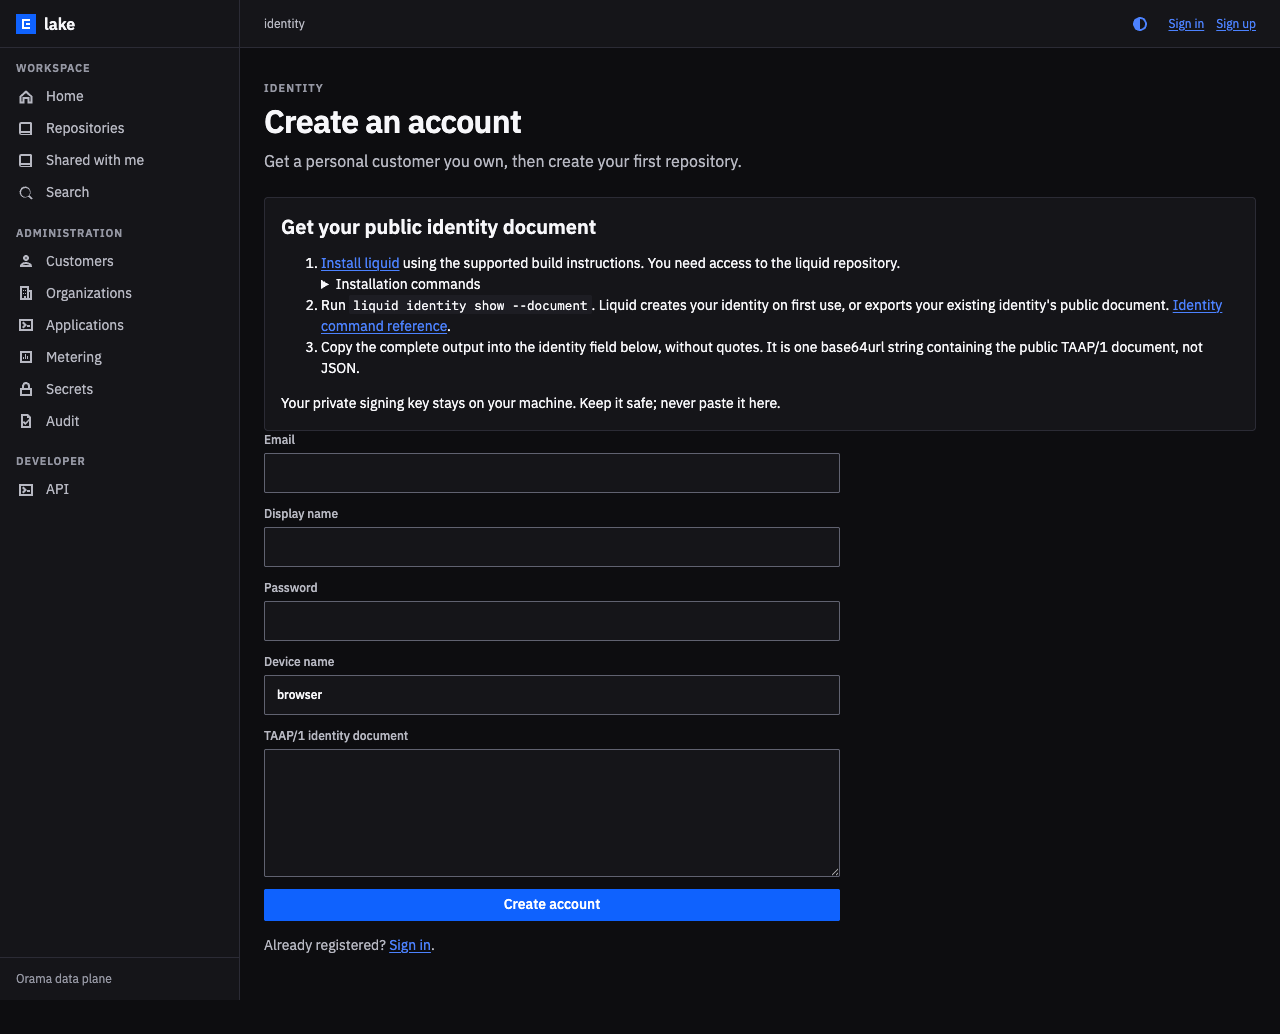 lake
identity
Sign in
Sign up
WORKSPACE
Home
Repositories
Shared with me
Search
ADMINISTRATION
Customers
Organizations
Applications
Metering
Secrets
Audit
DEVELOPER
API
Orama data plane
IDENTITY
Create an account
Get a personal customer you own, then create your first repository.
Get your public identity document
1. Install liquid using the supported build instructions. You need access to the liquid repository.
Installation commands
2. Run liquid identity show --document. Liquid creates your identity on first use, or exports your existing identity's public document. Identity
command reference.
3. Copy the complete output into the identity field below, without quotes. It is one base64url string containing the public TAAP/1 document, not
JSON.
Your private signing key stays on your machine. Keep it safe; never paste it here.
Email
Display name
Password
Device name
browser
TAAP/1 identity document
Create account
Already registered? Sign in.